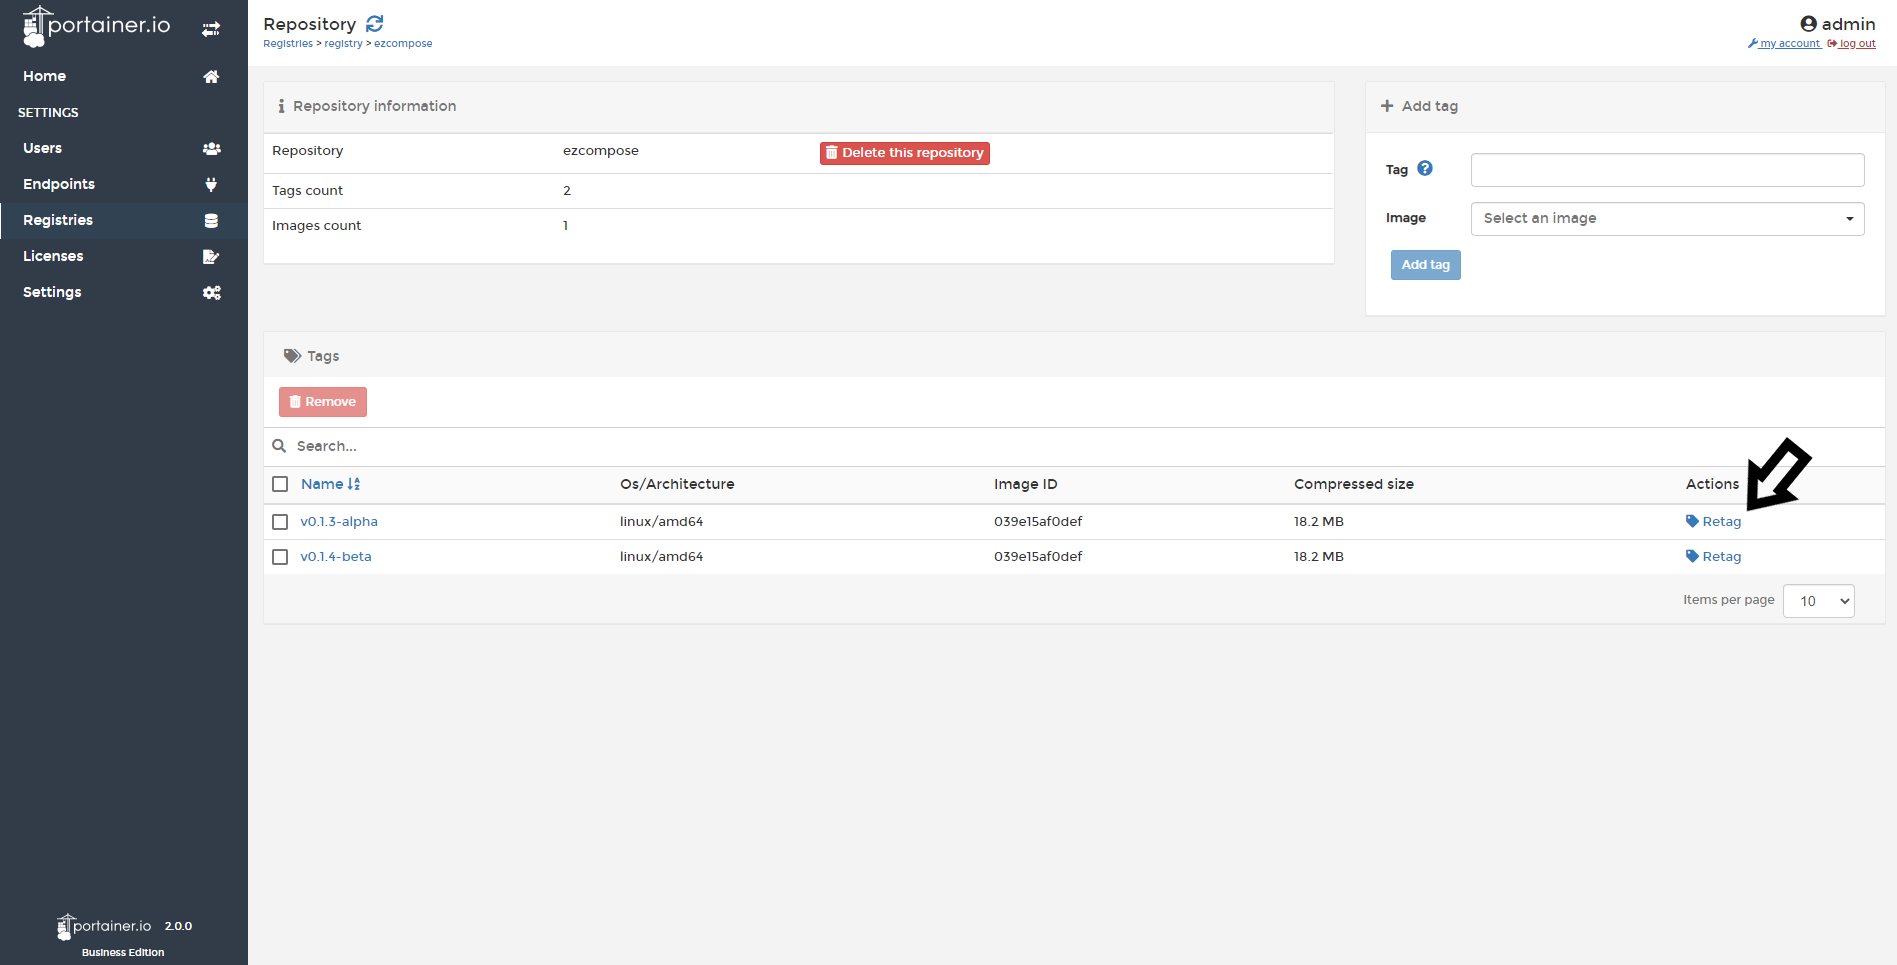 portainer.io
Home
SETTINGS
Users
Endpoints
Registries
Licenses
Settings
portainer.io 2.0.0
Business Edition
Repository
Registries > registry > ezcompose
admin
my account log out
Repository information
Repository ezcompose Delete this repository
Tags count 2
Images count 1
Add tag
Tag
Image Select an image
Add tag
Tags
Remove
Search...
Name Os/Architecture Image ID Compressed size Actions
v0.1.3-alpha linux/amd64 039e15af0def 18.2 MB Retag
v0.1.4-beta linux/amd64 039e15af0def 18.2 MB Retag
Items per page 10